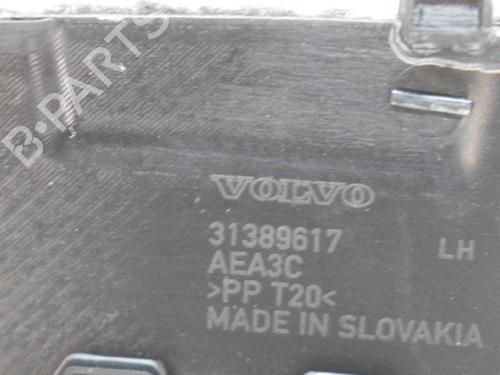 B-PARTS
VOLVO
31389617 LH
AEA3C
>PP T20<
MADE IN SLOVAKIA